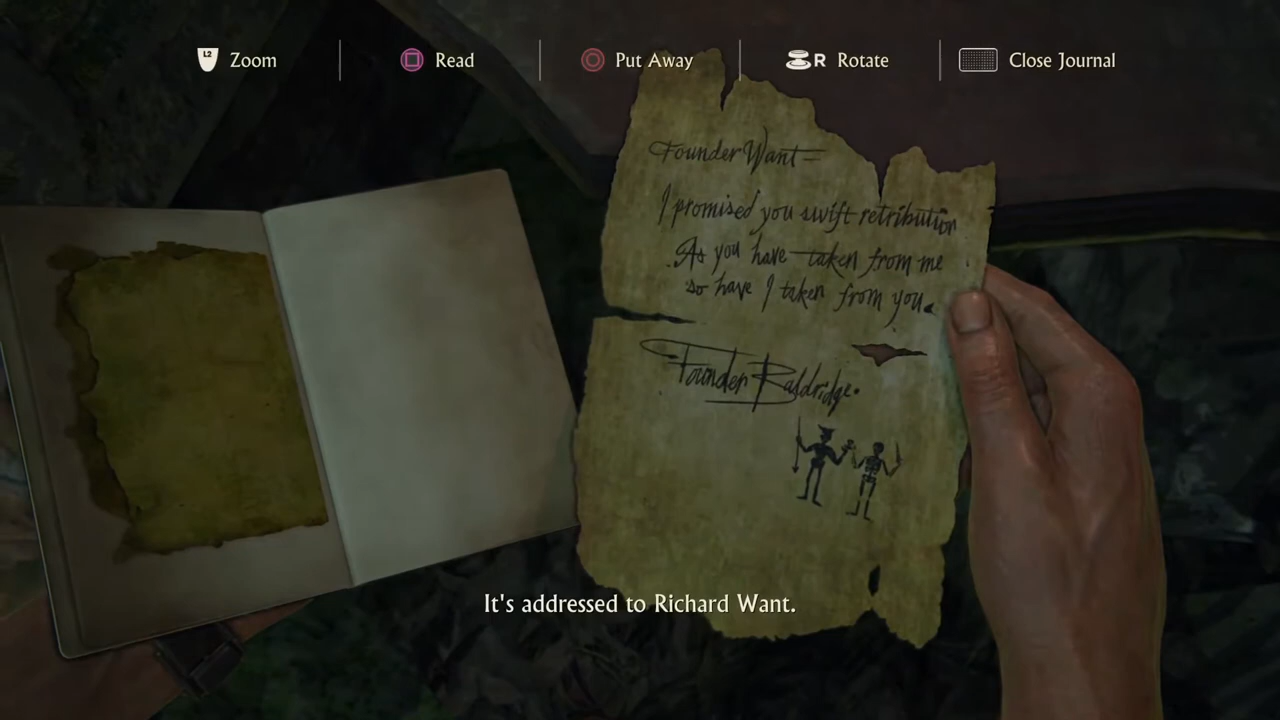 L2 Zoom
Read
Put Away
R Rotate
Close Journal
Founder Want—
I promised you swift retribution
As you have taken from me
so have I taken from you.
Founder Baldridge.
It's addressed to Richard Want.